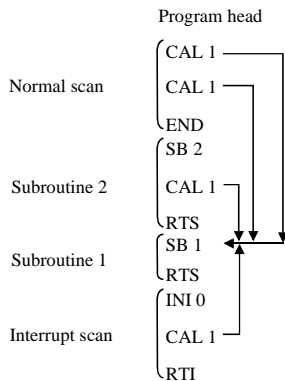 Program head
CAL 1
Normal scan
CAL 1
END
SB 2
Subroutine 2
CAL 1
RTS
SB 1
Subroutine 1
RTS
INI 0
Interrupt scan
CAL 1
RTI